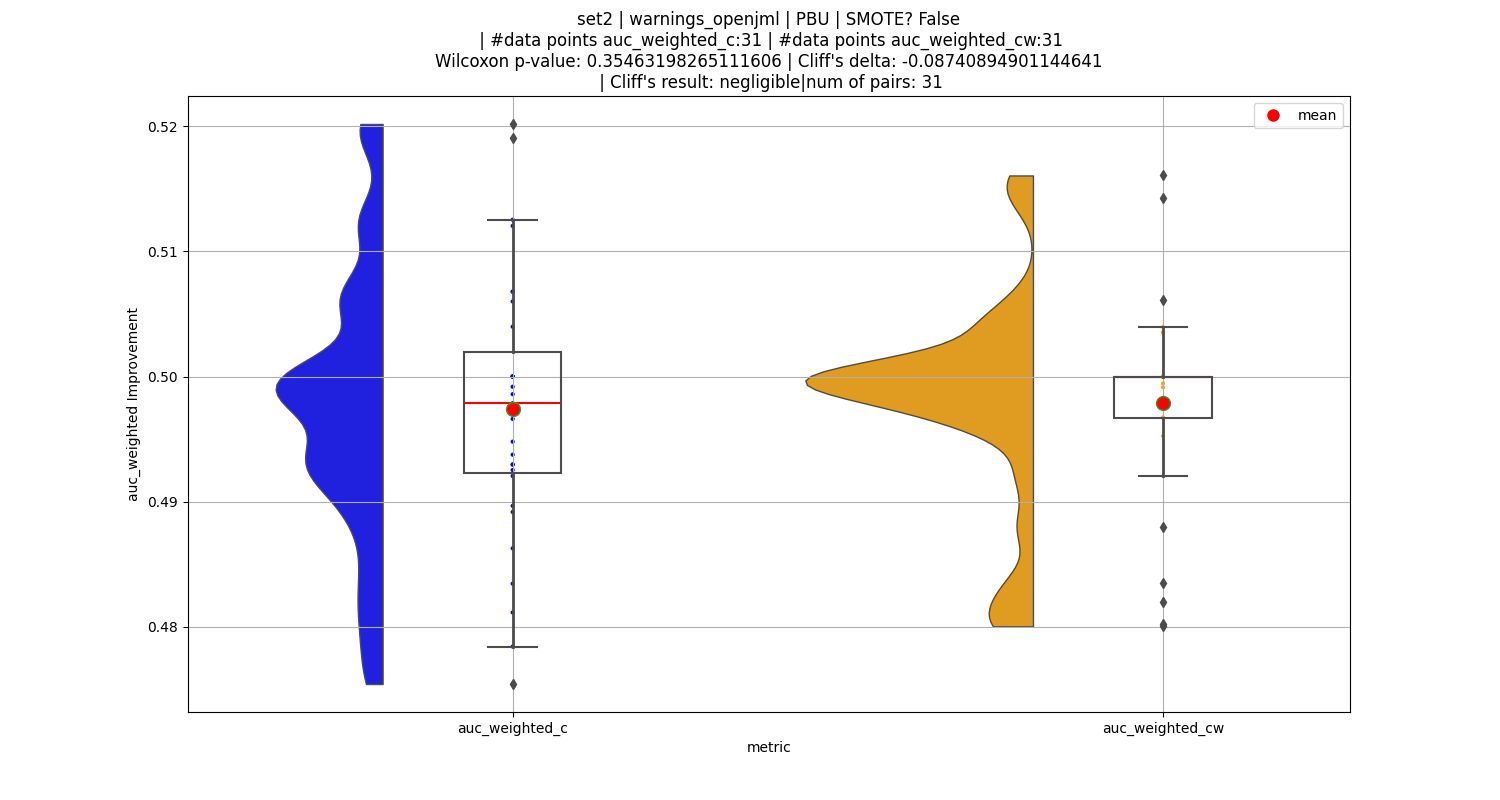 set2 | warnings_openjml | PBU | SMOTE? False
| #data points auc_weighted_c:31 | #data points auc_weighted_cw:31
Wilcoxon p-value: 0.35463198265111606 | Cliff's delta: -0.08740894901144641
| Cliff's result: negligible|num of pairs: 31
mean
0.52
0.51
0.50
0.49
0.48
auc_weighted Improvement
auc_weighted_c
auc_weighted_cw
metric